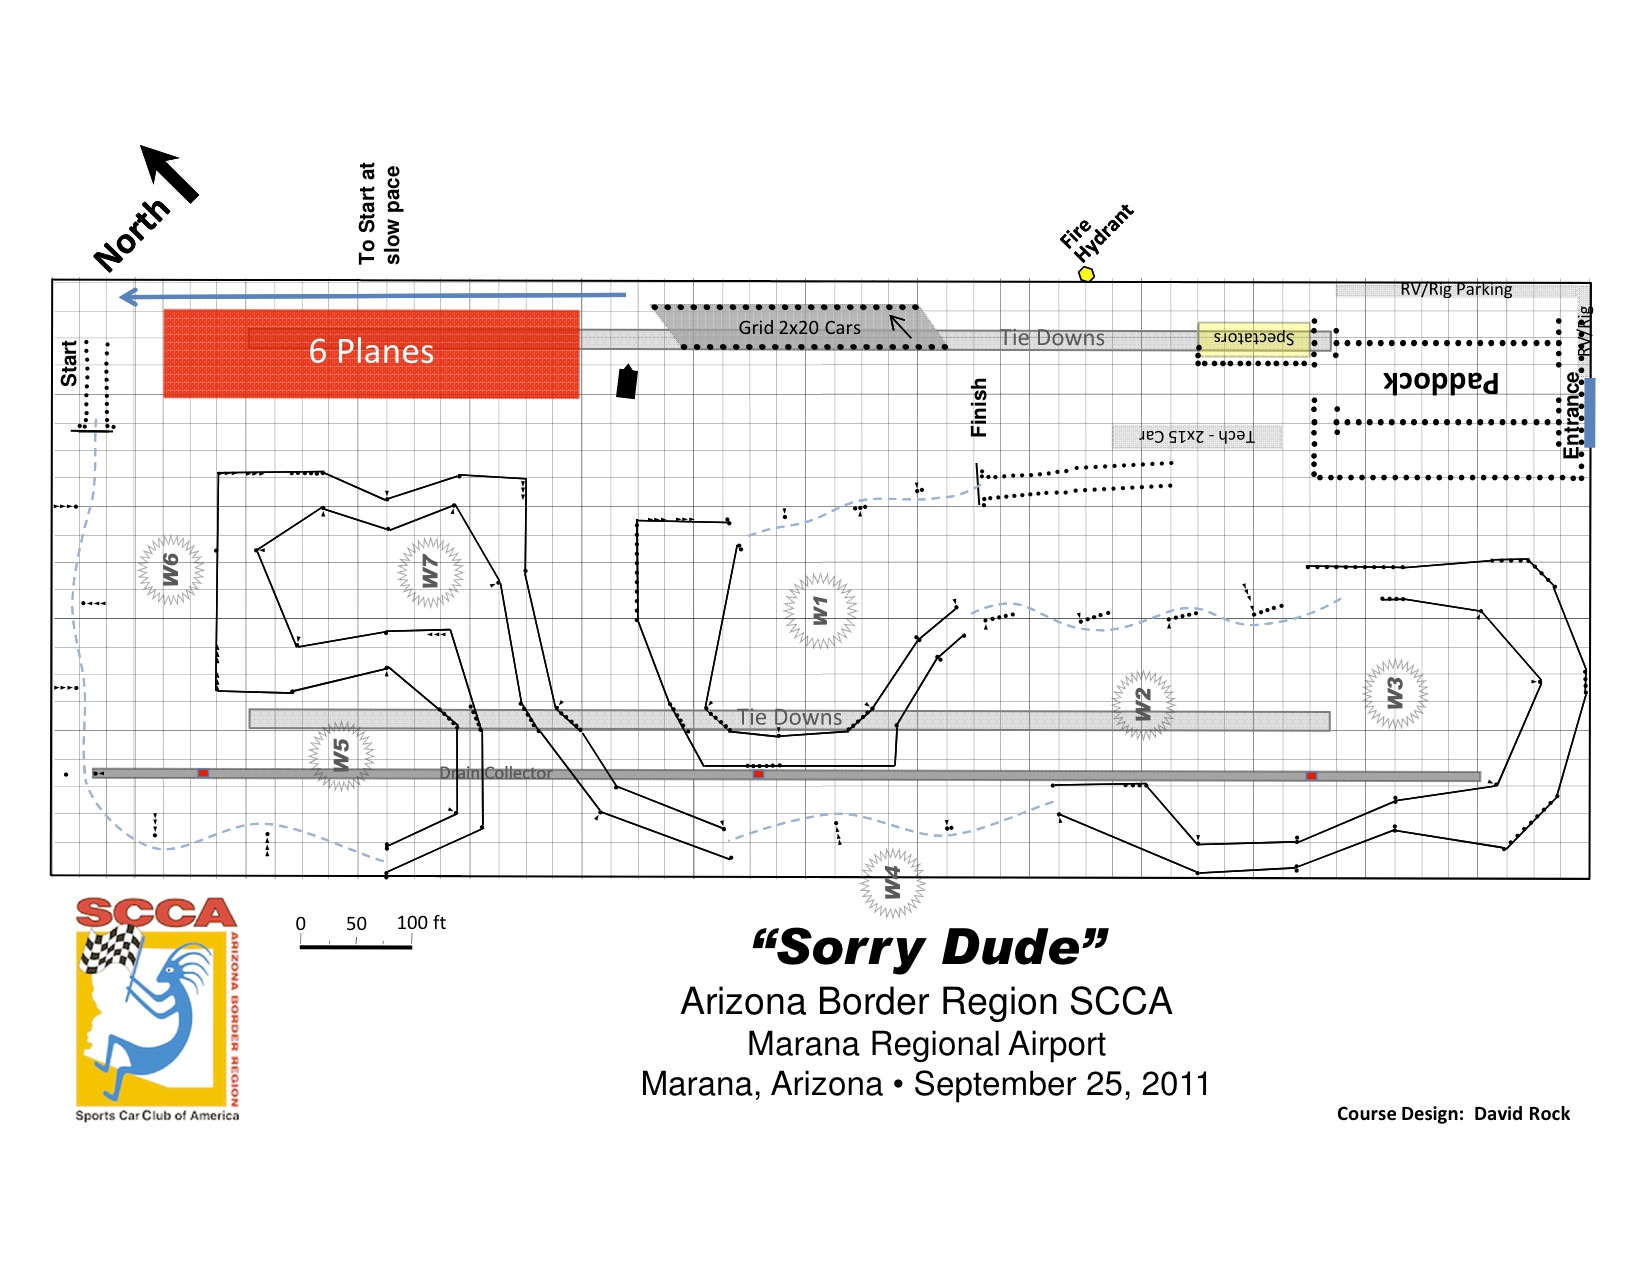 North
To Start at
slow pace
Fire
Hydrant
RV/Rig Parking
RV/Rig
Start
6 Planes
Grid 2x20 Cars
Tie Downs
Spectators
Paddock
Entrance
Finish
Tech - 2x15 Car
W6
W7
W1
W2
W3
Tie Downs
W5
Drain Collector
W4
SCCA
ARIZONA BORDER REGION
Sports Car Club of America
0 50 100 ft
“Sorry Dude”
Arizona Border Region SCCA
Marana Regional Airport
Marana, Arizona • September 25, 2011
Course Design: David Rock